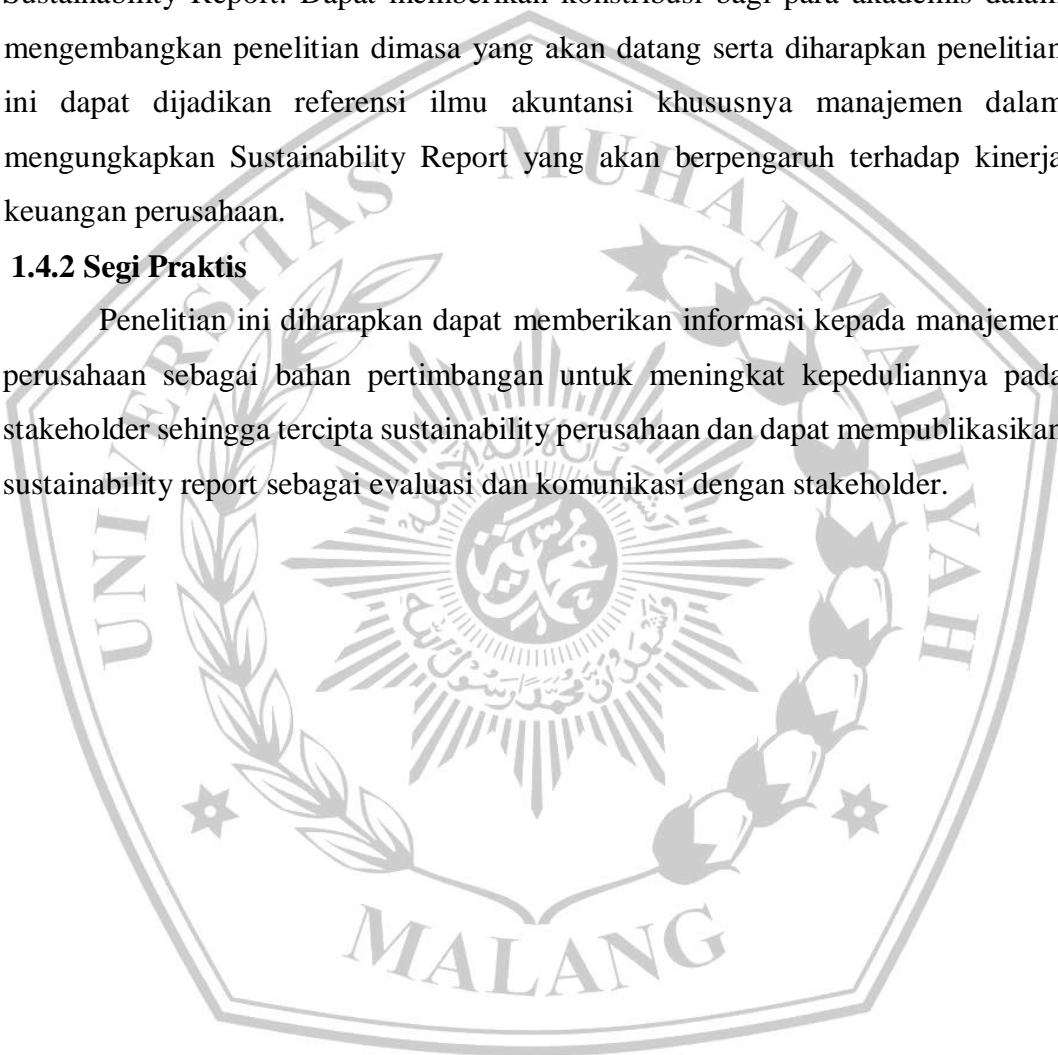 Sustainability Report. Dapat memberikan konstribusi bagi para akademis dalam
mengembangkan penelitian dimasa yang akan datang serta diharapkan penelitian
ini dapat dijadikan referensi ilmu akuntansi khususnya manajemen dalam
mengungkapkan Sustainability Report yang akan berpengaruh terhadap kinerja
keuangan perusahaan.
1.4.2 Segi Praktis
Penelitian ini diharapkan dapat memberikan informasi kepada manajemen
perusahaan sebagai bahan pertimbangan untuk meningkat kepeduliannya pada
stakeholder sehingga tercipta sustainability perusahaan dan dapat mempublikasikan
sustainability report sebagai evaluasi dan komunikasi dengan stakeholder.
UNIVERSITAS MUHAMMADIYAH
MALANG